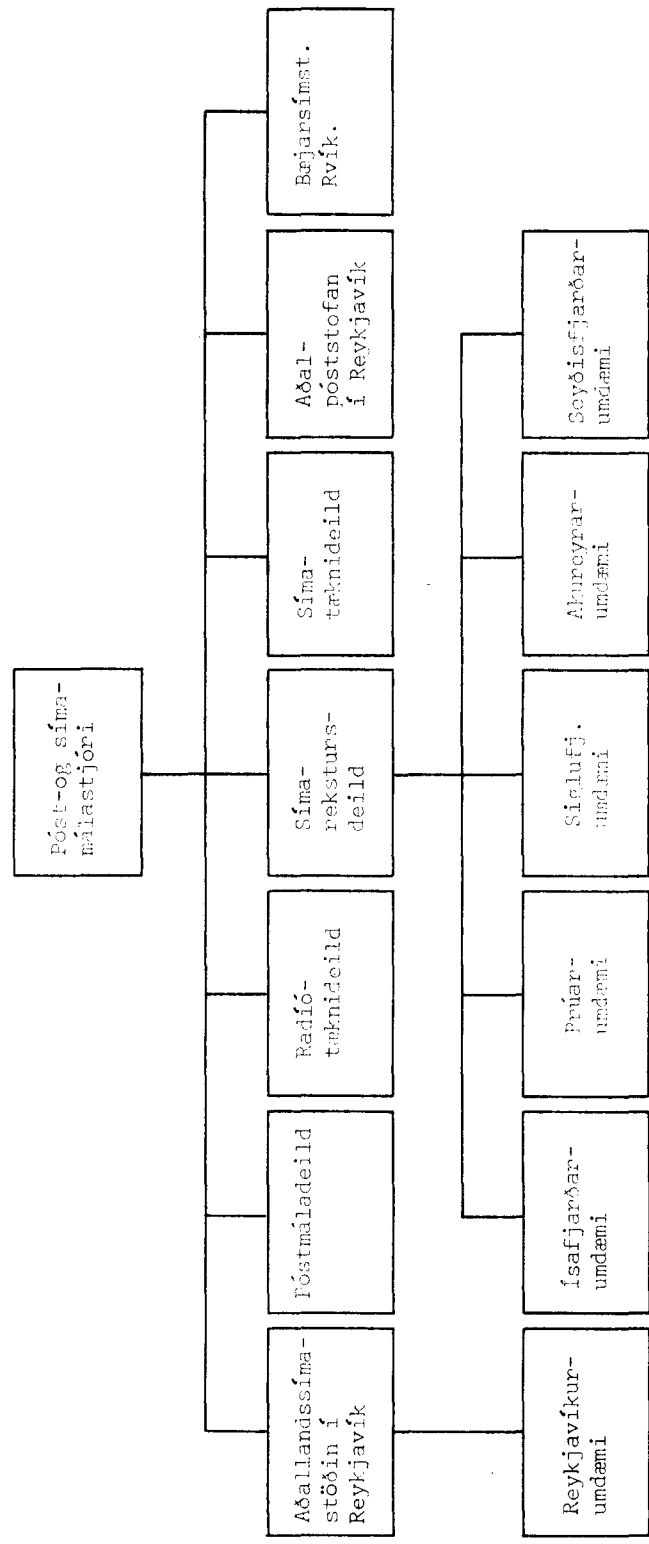 Póst-og síma-
málastjóri
Aðallandssíma-
stöðin í
Reykjavík
Póstmáladeild
Radíó-
tæknideild
Síma-
reksturs-
deild
Síma-
tæknideild
Aðal-
póststofan
í Reykjavík
Bæjarsímst.
Rvík.
Reykjavíkur-
umdæmi
Ísafjarðar-
umdæmi
Brúar-
umdæmi
Siglufj.
umdæmi
Akureyrar-
umdæmi
Seyðisfjarðar-
umdæmi